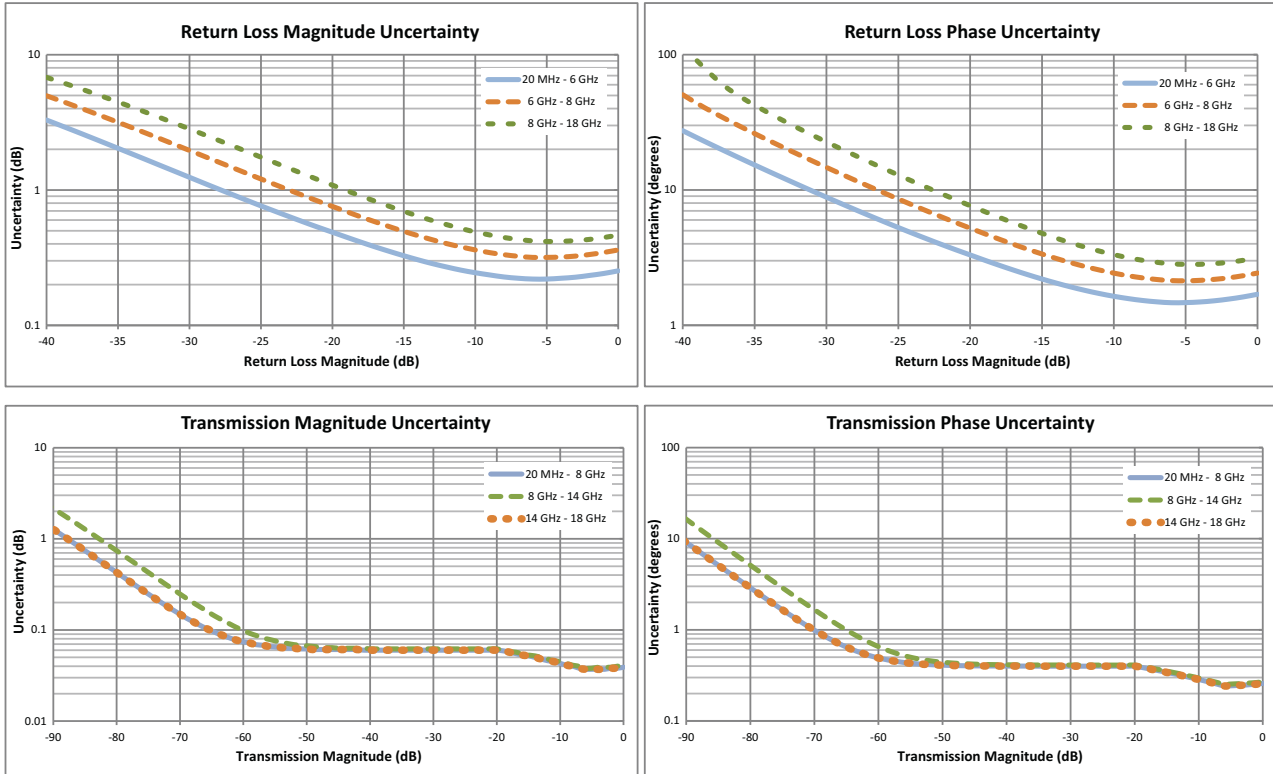 Return Loss Magnitude Uncertainty
10
1
0.1
Uncertainty (dB)
20 MHz - 6 GHz
6 GHz - 8 GHz
8 GHz - 18 GHz
-40 -35 -30 -25 -20 -15 -10 -5 0
Return Loss Magnitude (dB)
Return Loss Phase Uncertainty
100
10
1
Uncertainty (degrees)
20 MHz - 6 GHz
6 GHz - 8 GHz
8 GHz - 18 GHz
-40 -35 -30 -25 -20 -15 -10 -5 0
Return Loss Magnitude (dB)
Transmission Magnitude Uncertainty
10
1
0.1
0.01
Uncertainty (dB)
20 MHz - 8 GHz
8 GHz - 14 GHz
14 GHz - 18 GHz
-90 -80 -70 -60 -50 -40 -30 -20 -10 0
Transmission Magnitude (dB)
Transmission Phase Uncertainty
100
10
1
0.1
Uncertainty (degrees)
20 MHz - 8 GHz
8 GHz - 14 GHz
14 GHz - 18 GHz
-90 -80 -70 -60 -50 -40 -30 -20 -10 0
Transmission Magnitude (dB)